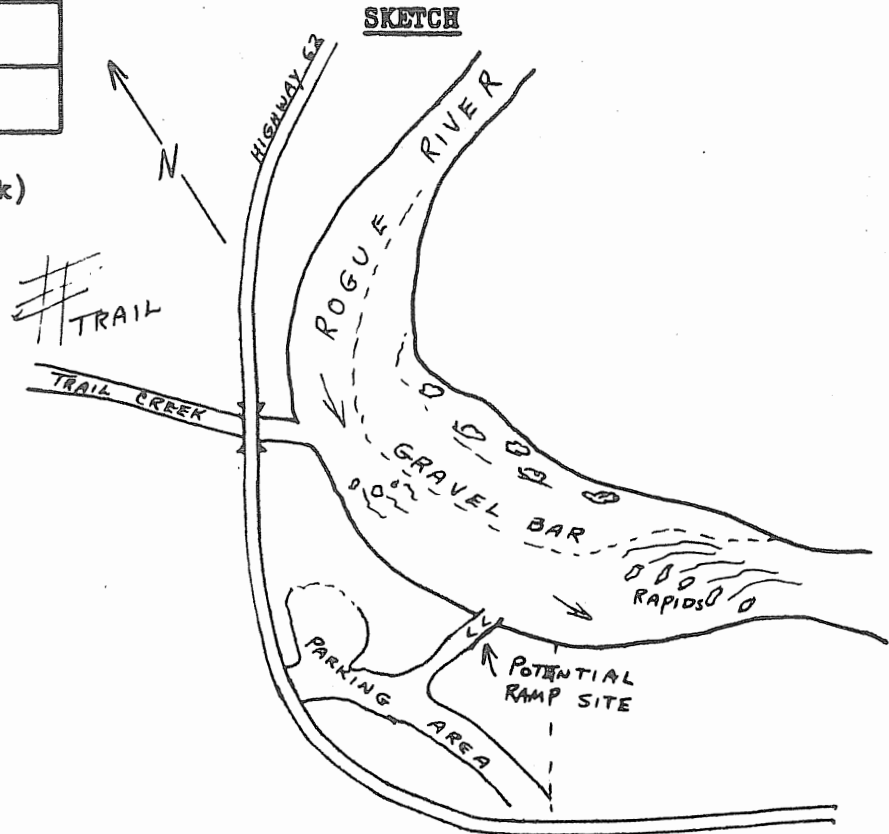 SKETCH
HIGHWAY 62
N
k)
ROGUE RIVER
TRAIL
TRAIL CREEK
GRAVEL BAR
RAPIDS
POTENTIAL
RAMP SITE
PARKING AREA